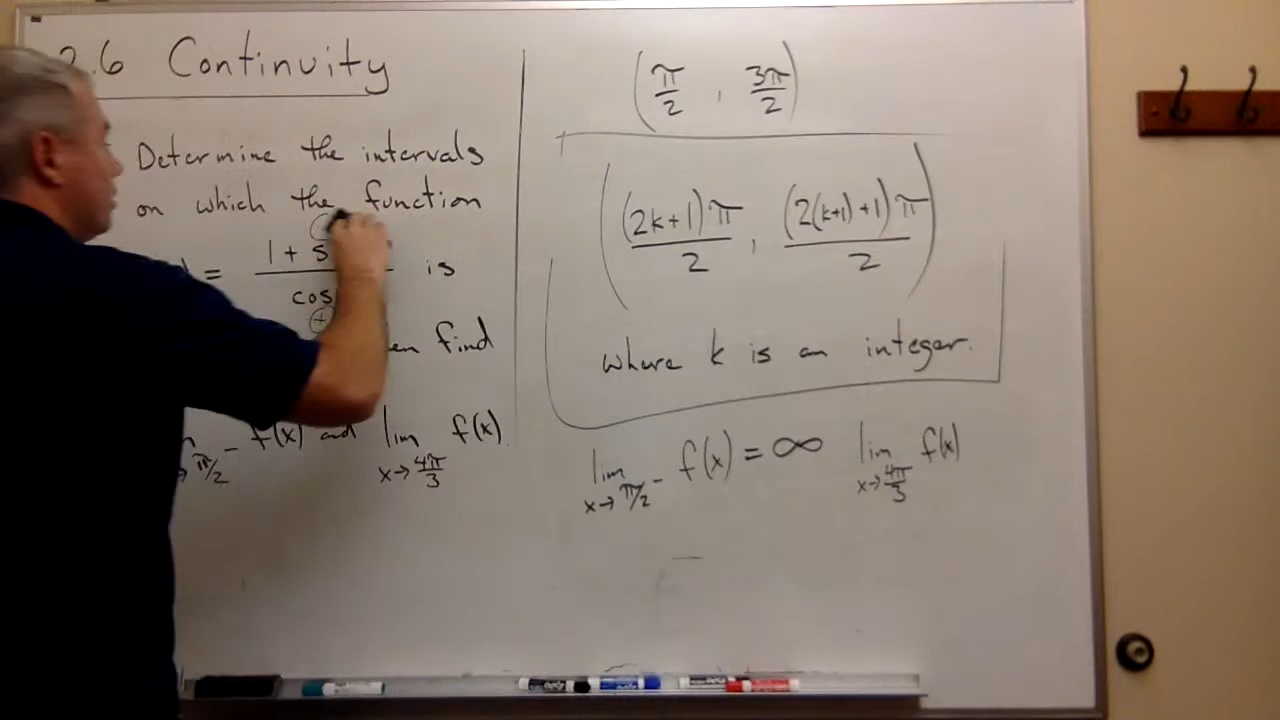 .6 Continuity
Determine the intervals
on which the function
= 1 + s
cos
is
find
π/2⁻ f(x) and lim x→4π/3 f(x)
(π/2 , 3π/2)
((2k+1)π/2 , (2(k+1)+1)π/2)
where k is an integer.
lim x→π/2⁻ f(x) = ∞ lim x→4π/3 f(x)